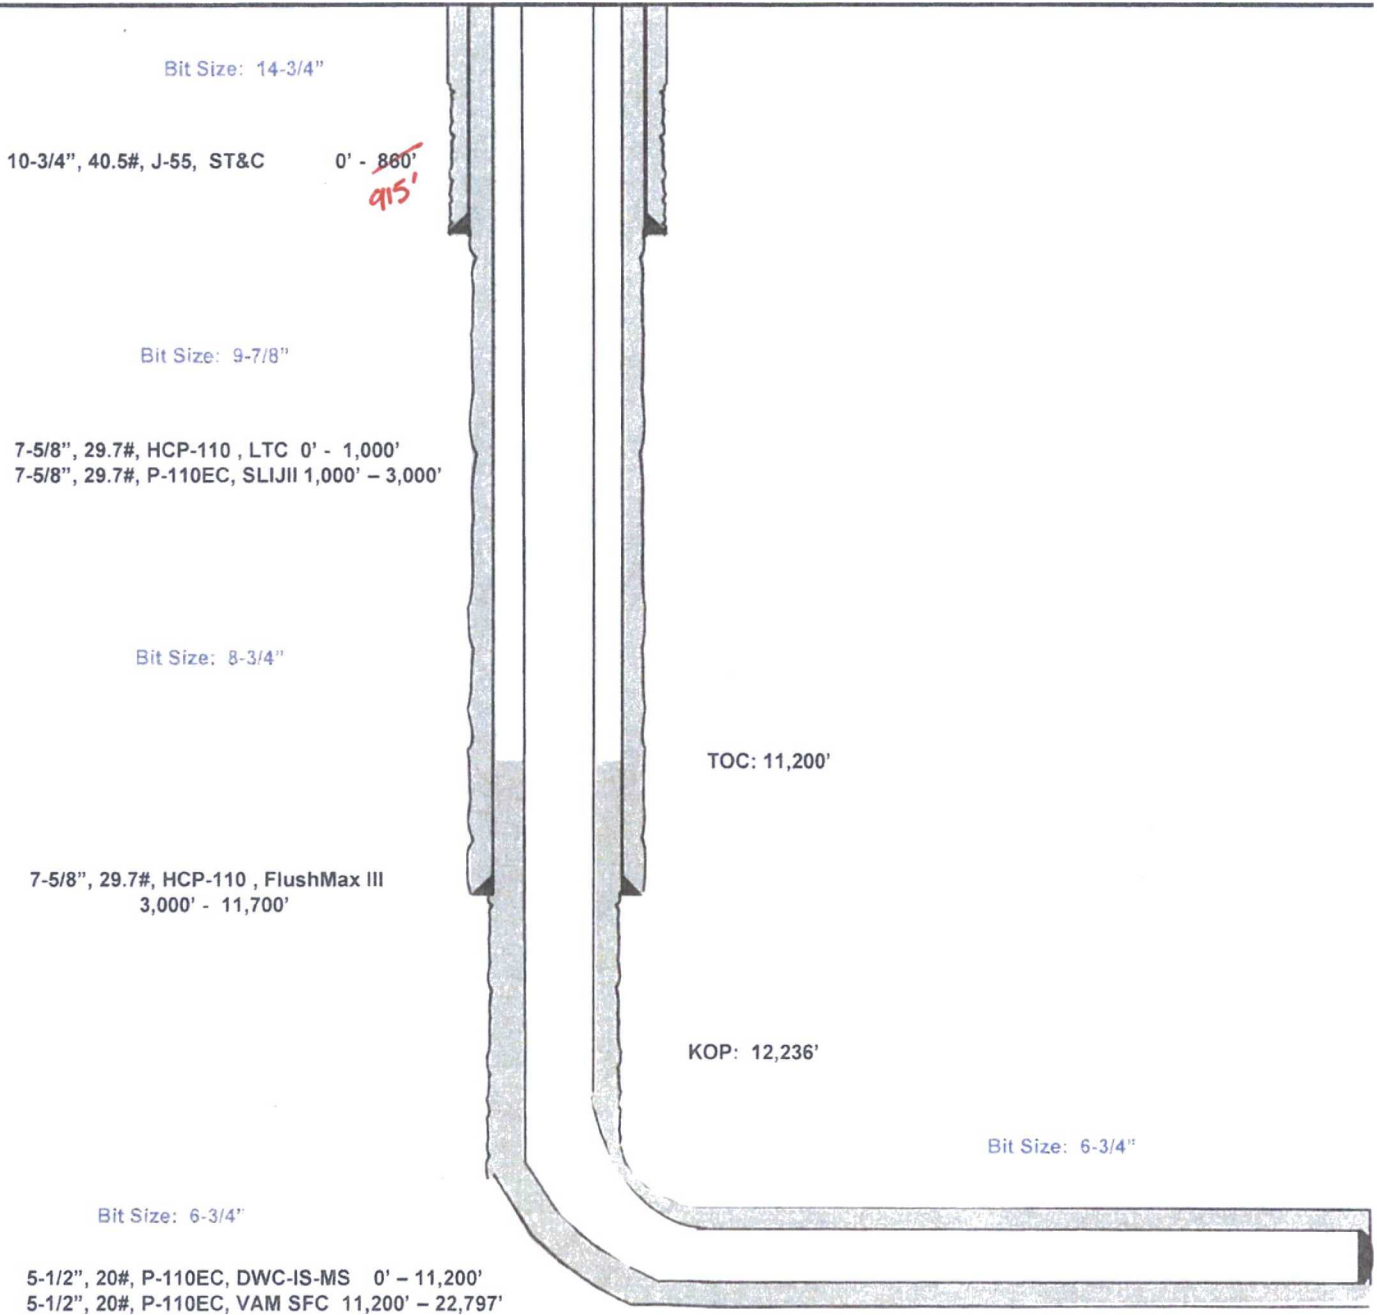 Bit Size: 14-3/4”
10-3/4”, 40.5#, J-55, ST&C 0' - 860'
915'
Bit Size: 9-7/8”
7-5/8”, 29.7#, HCP-110 , LTC 0' - 1,000'
7-5/8”, 29.7#, P-110EC, SLIJII 1,000' – 3,000'
Bit Size: 8-3/4”
TOC: 11,200'
7-5/8”, 29.7#, HCP-110 , FlushMax III
3,000' - 11,700'
KOP: 12,236'
Bit Size: 6-3/4”
Bit Size: 6-3/4”
5-1/2”, 20#, P-110EC, DWC-IS-MS 0' – 11,200'
5-1/2”, 20#, P-110EC, VAM SFC 11,200' – 22,797'